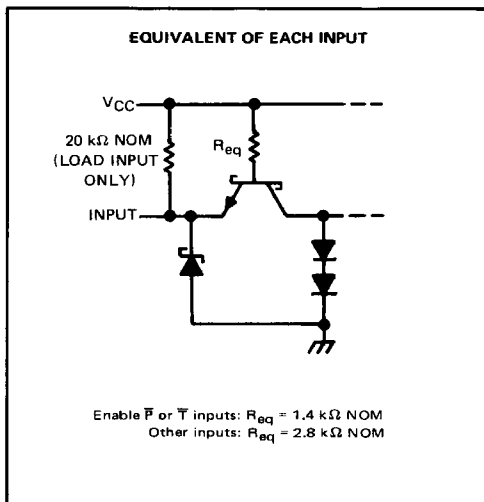 EQUIVALENT OF EACH INPUT
VCC
20 kΩ NOM
(LOAD INPUT
ONLY)
Req
INPUT
Enable P̅ or T̅ inputs: Req = 1.4 kΩ NOM
Other inputs: Req = 2.8 kΩ NOM